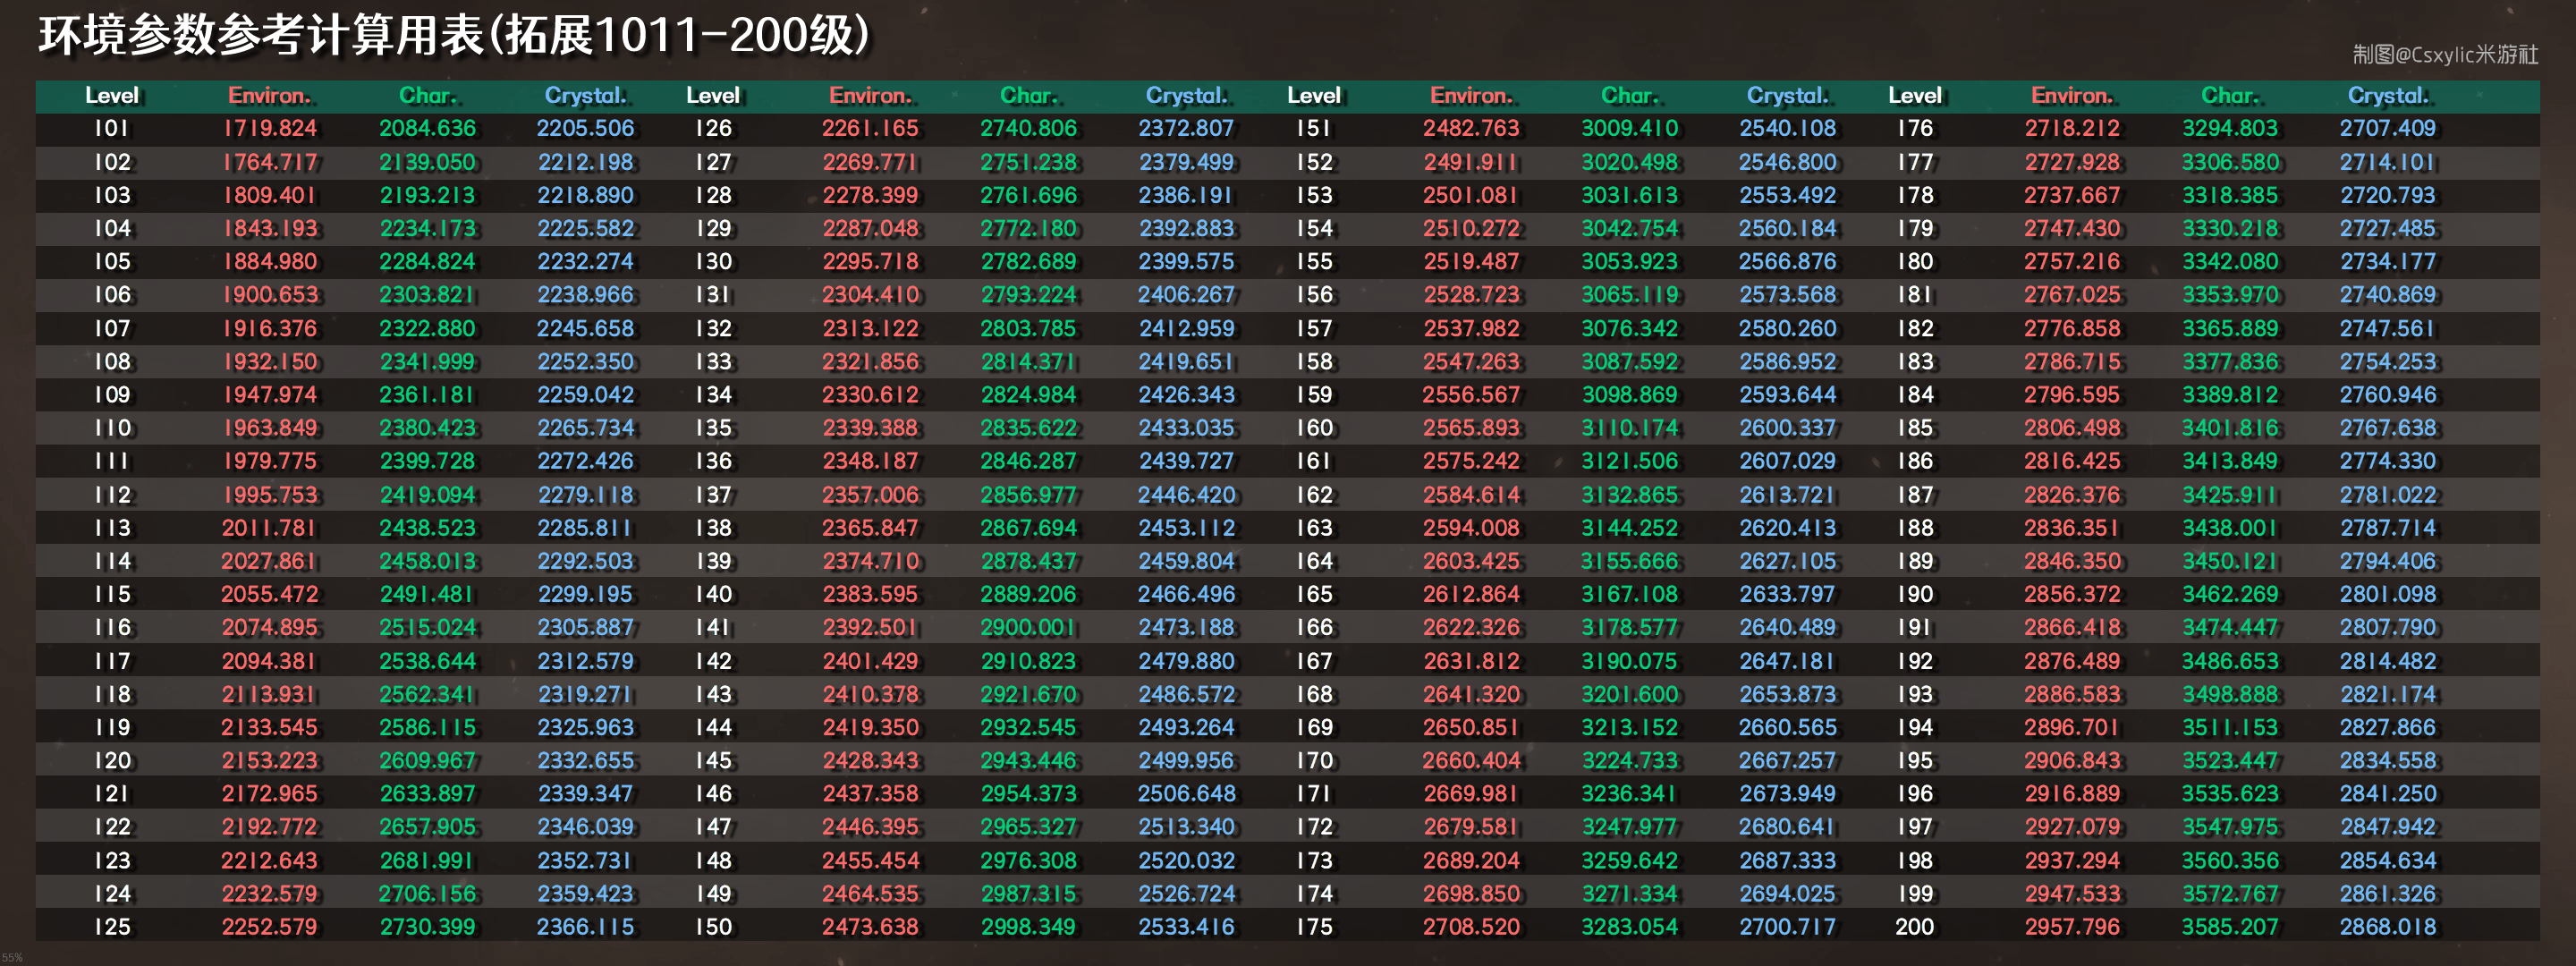 环境参数参考计算用表(拓展1011-200级)
制图@Csxylic米游社
Level Environ. Char. Crystal. Level Environ. Char. Crystal. Level Environ. Char. Crystal. Level Environ. Char. Crystal.
101 1719.824 2084.636 2205.506 126 2261.165 2740.806 2372.807 151 2482.763 3009.410 2540.108 176 2718.212 3294.803 2707.409
102 1764.717 2139.050 2212.198 127 2269.771 2751.238 2379.499 152 2491.911 3020.498 2546.800 177 2727.928 3306.580 2714.101
103 1809.401 2193.213 2218.890 128 2278.399 2761.696 2386.191 153 2501.081 3031.613 2553.492 178 2737.667 3318.385 2720.793
104 1843.193 2234.173 2225.582 129 2287.048 2772.180 2392.883 154 2510.272 3042.754 2560.184 179 2747.430 3330.218 2727.485
105 1884.980 2284.824 2232.274 130 2295.718 2782.689 2399.575 155 2519.487 3053.923 2566.876 180 2757.216 3342.080 2734.177
106 1900.653 2303.821 2238.966 131 2304.410 2793.224 2406.267 156 2528.723 3065.119 2573.568 181 2767.025 3353.970 2740.869
107 1916.376 2322.880 2245.658 132 2313.122 2803.785 2412.959 157 2537.982 3076.342 2580.260 182 2776.858 3365.889 2747.561
108 1932.150 2341.999 2252.350 133 2321.856 2814.371 2419.651 158 2547.263 3087.592 2586.952 183 2786.715 3377.836 2754.253
109 1947.974 2361.181 2259.042 134 2330.612 2824.984 2426.343 159 2556.567 3098.869 2593.644 184 2796.595 3389.812 2760.946
110 1963.849 2380.423 2265.734 135 2339.388 2835.622 2433.035 160 2565.893 3110.174 2600.337 185 2806.498 3401.816 2767.638
111 1979.775 2399.728 2272.426 136 2348.187 2846.287 2439.727 161 2575.242 3121.506 2607.029 186 2816.425 3413.849 2774.330
112 1995.753 2419.094 2279.118 137 2357.006 2856.977 2446.420 162 2584.614 3132.865 2613.721 187 2826.376 3425.911 2781.022
113 2011.781 2438.523 2285.811 138 2365.847 2867.694 2453.112 163 2594.008 3144.252 2620.413 188 2836.351 3438.001 2787.714
114 2027.861 2458.013 2292.503 139 2374.710 2878.437 2459.804 164 2603.425 3155.666 2627.105 189 2846.350 3450.121 2794.406
115 2055.472 2491.481 2299.195 140 2383.595 2889.206 2466.496 165 2612.864 3167.108 2633.797 190 2856.372 3462.269 2801.098
116 2074.895 2515.024 2305.887 141 2392.501 2900.001 2473.188 166 2622.326 3178.577 2640.489 191 2866.418 3474.447 2807.790
117 2094.381 2538.644 2312.579 142 2401.429 2910.823 2479.880 167 2631.812 3190.075 2647.181 192 2876.489 3486.653 2814.482
118 2113.931 2562.341 2319.271 143 2410.378 2921.670 2486.572 168 2641.320 3201.600 2653.873 193 2886.583 3498.888 2821.174
119 2133.545 2586.115 2325.963 144 2419.350 2932.545 2493.264 169 2650.851 3213.152 2660.565 194 2896.701 3511.153 2827.866
120 2153.223 2609.967 2332.655 145 2428.343 2943.446 2499.956 170 2660.404 3224.733 2667.257 195 2906.843 3523.447 2834.558
121 2172.965 2633.897 2339.347 146 2437.358 2954.373 2506.648 171 2669.981 3236.341 2673.949 196 2916.889 3535.623 2841.250
122 2192.772 2657.905 2346.039 147 2446.395 2965.327 2513.340 172 2679.581 3247.977 2680.641 197 2927.079 3547.975 2847.942
123 2212.643 2681.991 2352.731 148 2455.454 2976.308 2520.032 173 2689.204 3259.642 2687.333 198 2937.294 3560.356 2854.634
124 2232.579 2706.156 2359.423 149 2464.535 2987.315 2526.724 174 2698.850 3271.334 2694.025 199 2947.533 3572.767 2861.326
125 2252.579 2730.399 2366.115 150 2473.638 2998.349 2533.416 175 2708.520 3283.054 2700.717 200 2957.796 3585.207 2868.018
55%